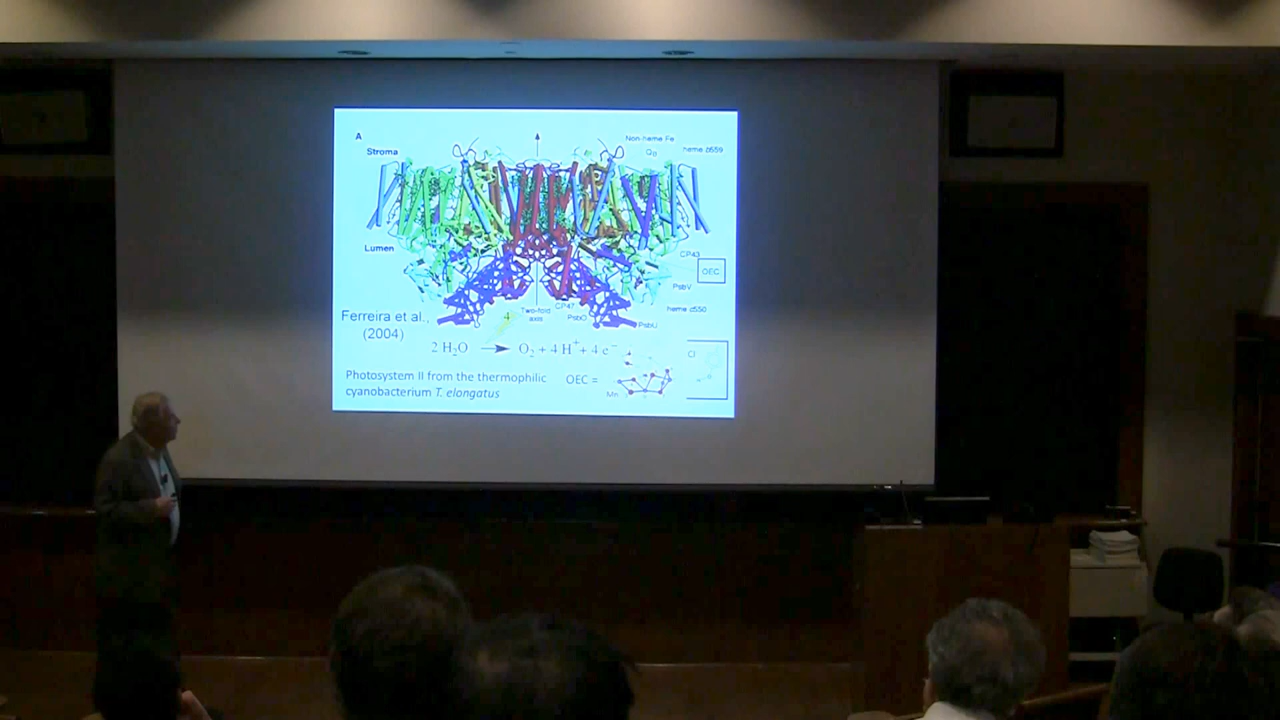 A
Non-heme Fe
Stroma
QB
heme b559
Lumen
CP43
OEC
PsbV
Ferreira et al.,
(2004)
4
Two-fold
axis
CP47
PsbO
heme c550
PsbU
2 H2O → O2 + 4 H+ + 4 e−
Cl
Photosystem II from the thermophilic
cyanobacterium T. elongatus
OEC =
Mn